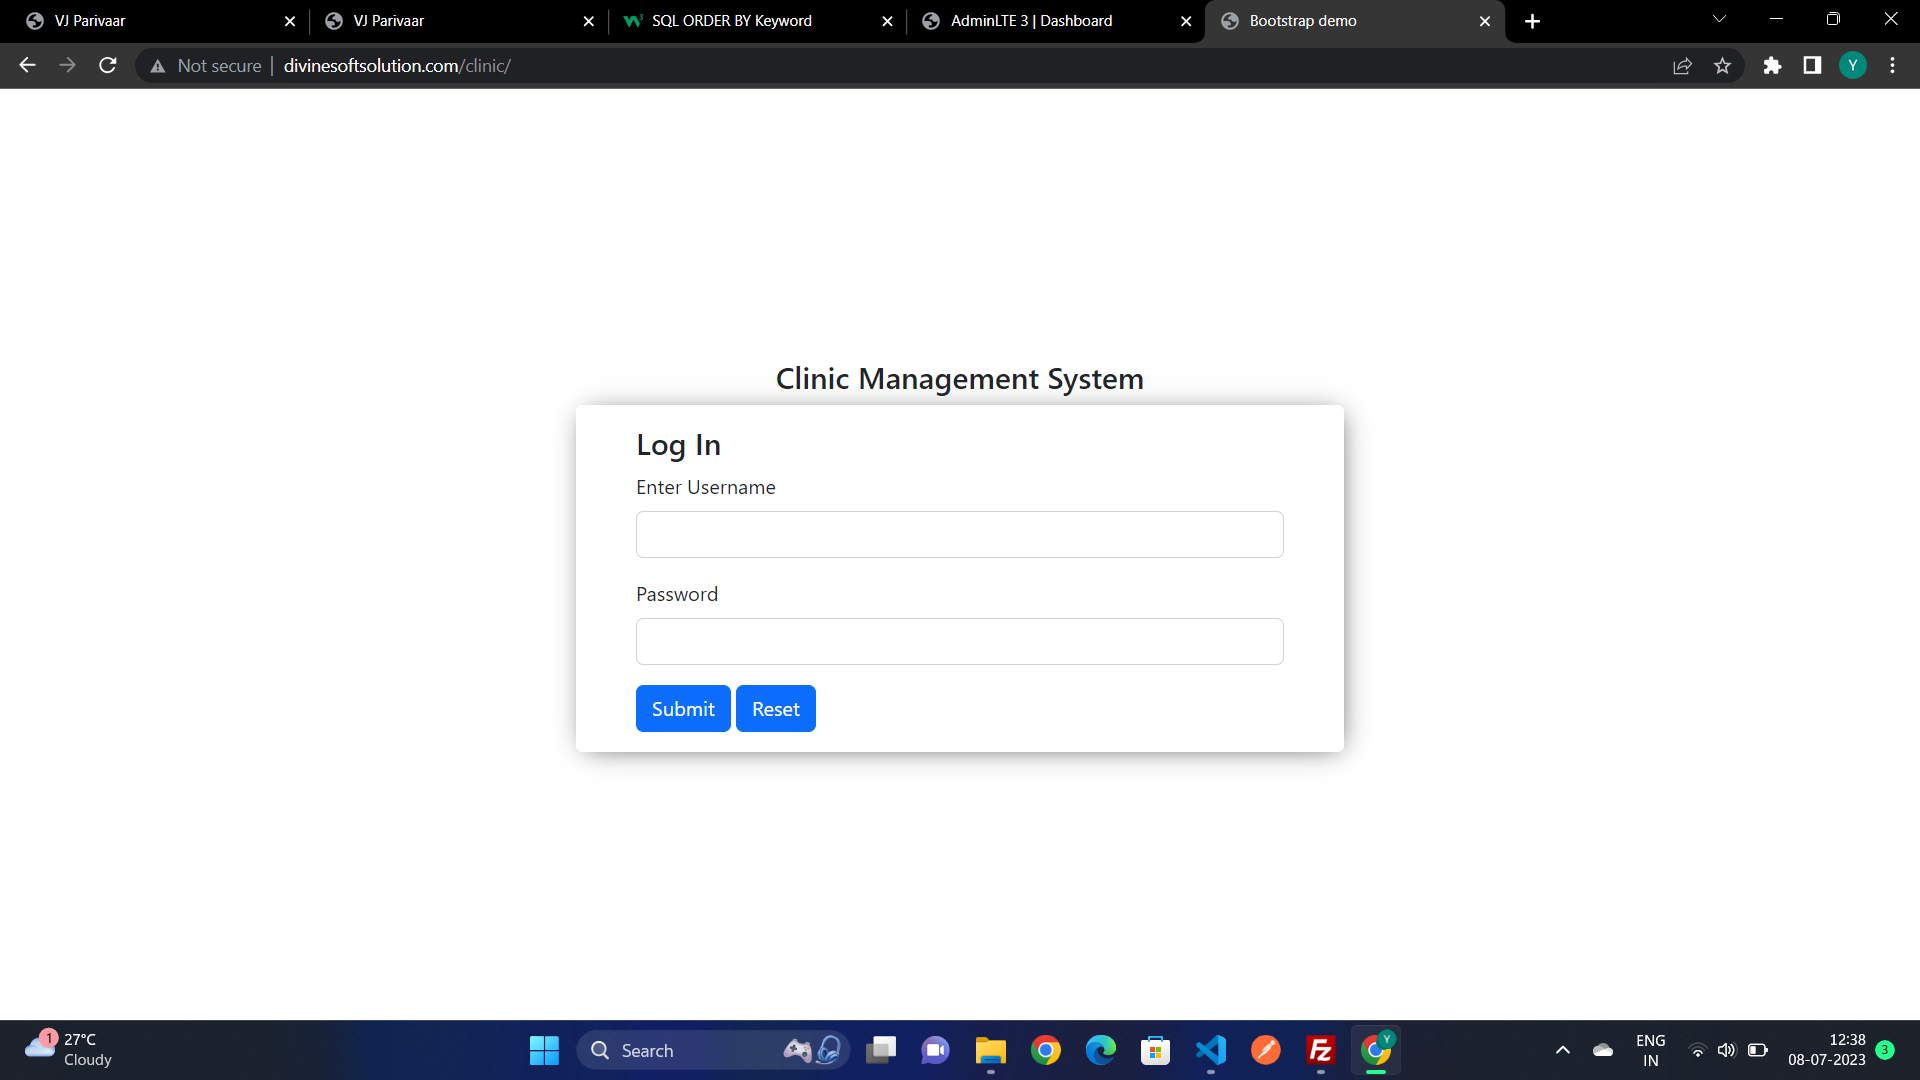 VJ Parivaar
VJ Parivaar
SQL ORDER BY Keyword
AdminLTE 3 | Dashboard
Bootstrap demo
Not secure
divinesoftsolution.com/clinic/
Y
Clinic Management System
Log In
Enter Username
Password
Submit Reset
1
27°C
Cloudy
Search
Fz
Y
ENG
IN
12:38
08-07-2023
3